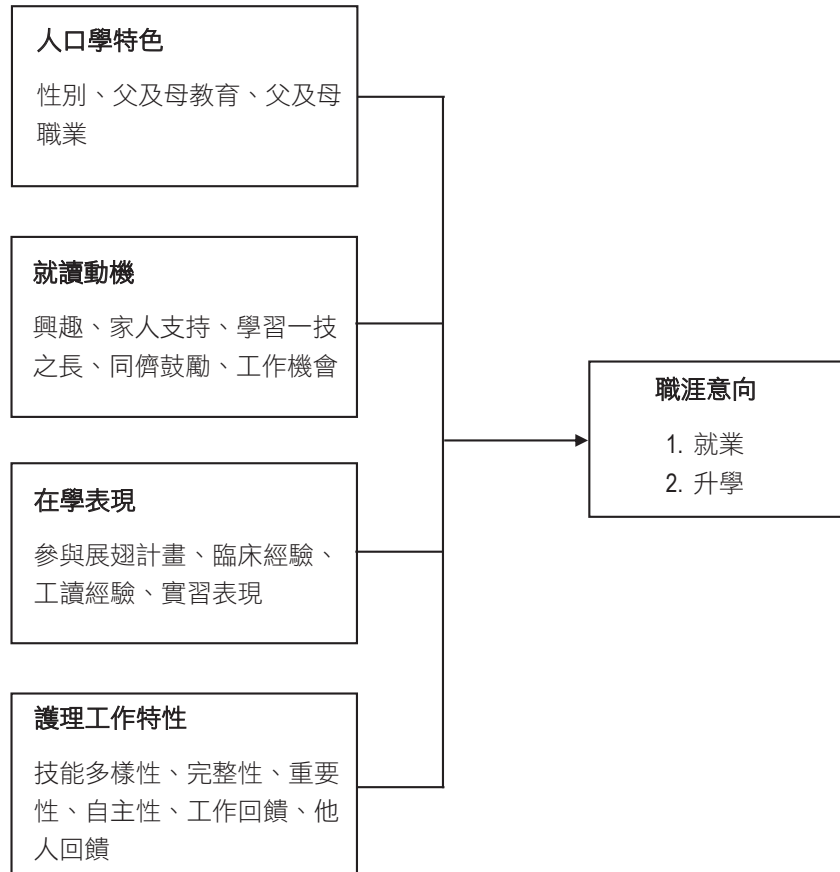 人口學特色
性別、父及母教育、父及母
職業
就讀動機
興趣、家人支持、學習一技
之長、同儕鼓勵、工作機會
在學表現
參與展翅計畫、臨床經驗、
工讀經驗、實習表現
護理工作特性
技能多樣性、完整性、重要
性、自主性、工作回饋、他
人回饋
職涯意向
1. 就業
2. 升學